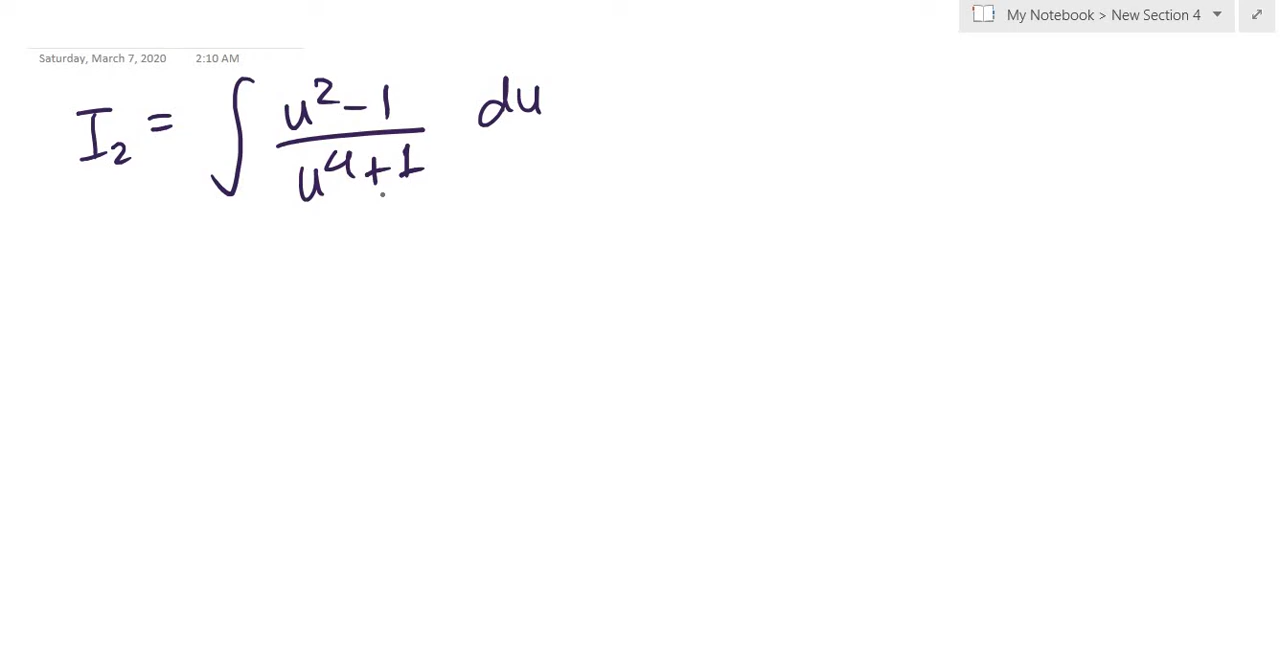 My Notebook > New Section 4
Saturday, March 7, 2020 2:10 AM
I₂ = ∫ (u² - 1)/(u⁴ + 1) du